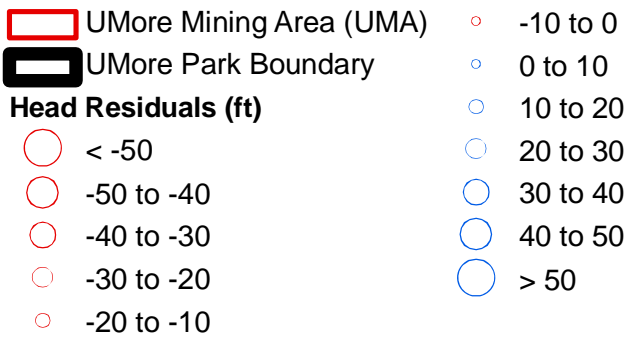 UMore Mining Area (UMA)
UMore Park Boundary
Head Residuals (ft)
< -50
-50 to -40
-40 to -30
-30 to -20
-20 to -10
-10 to 0
0 to 10
10 to 20
20 to 30
30 to 40
40 to 50
> 50